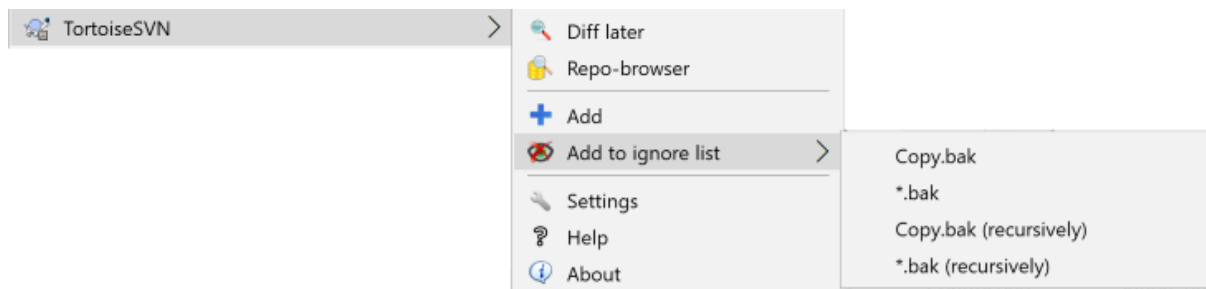 TortoiseSVN
Diff later
Repo-browser
Add
Add to ignore list
Copy.bak
*.bak
Copy.bak (recursively)
*.bak (recursively)
Settings
Help
About